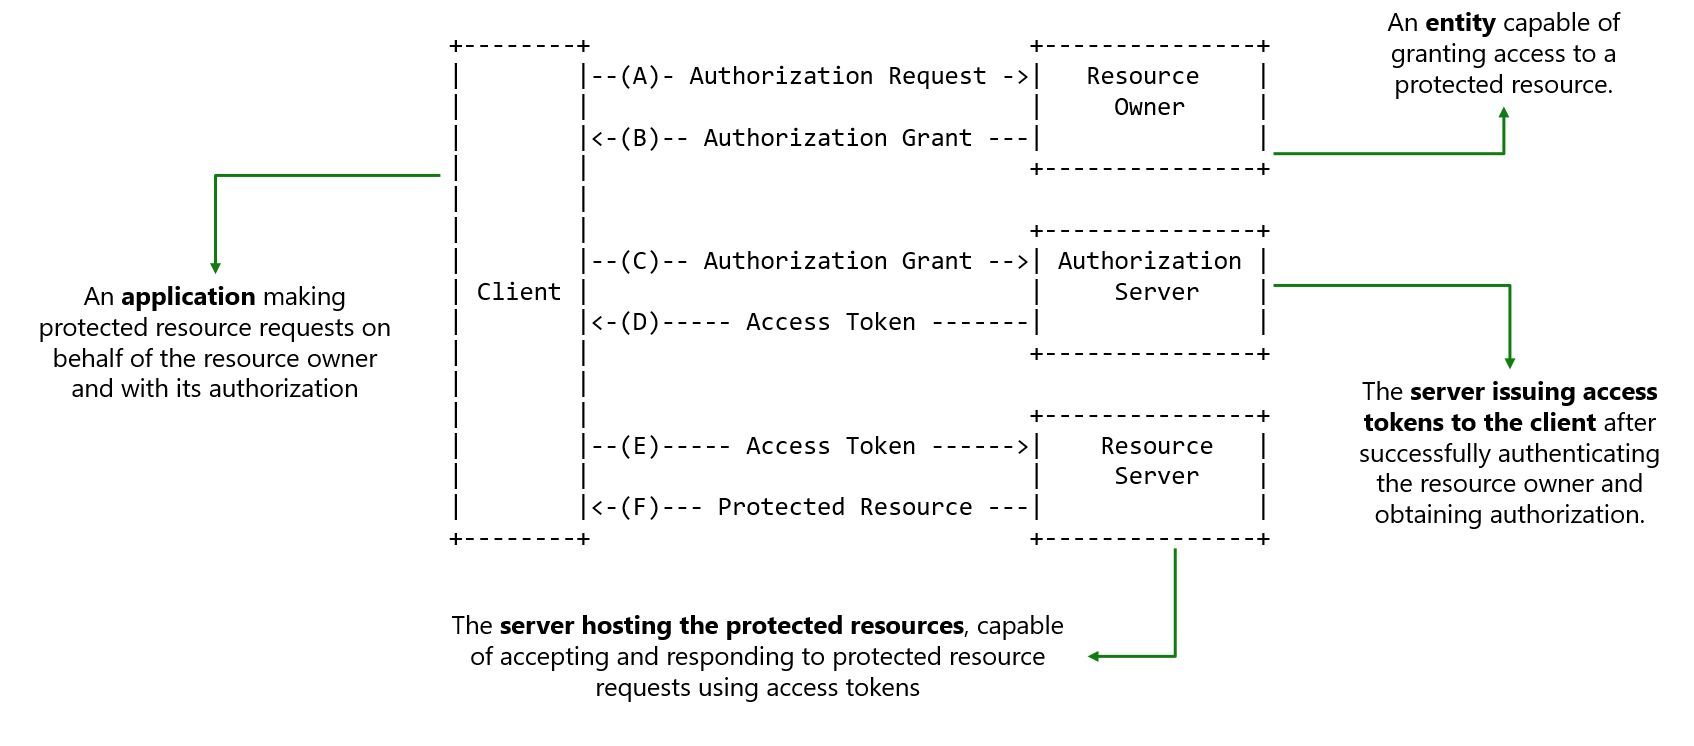 An entity capable of
granting access to a
protected resource.
+--------+                               +---------------+
|        |--(A)- Authorization Request ->|   Resource    |
|        |                               |     Owner     |
|        |<-(B)-- Authorization Grant ---|               |
|        |                               +---------------+
|        |
|        |                               +---------------+
|        |--(C)-- Authorization Grant -->| Authorization |
| Client |                               |     Server    |
|        |<-(D)----- Access Token -------|               |
|        |                               +---------------+
|        |
|        |                               +---------------+
|        |--(E)----- Access Token ------>|    Resource   |
|        |                               |     Server    |
|        |<-(F)--- Protected Resource ---|               |
+--------+                               +---------------+
An application making
protected resource requests on
behalf of the resource owner
and with its authorization
The server issuing access
tokens to the client after
successfully authenticating
the resource owner and
obtaining authorization.
The server hosting the protected resources, capable
of accepting and responding to protected resource
requests using access tokens